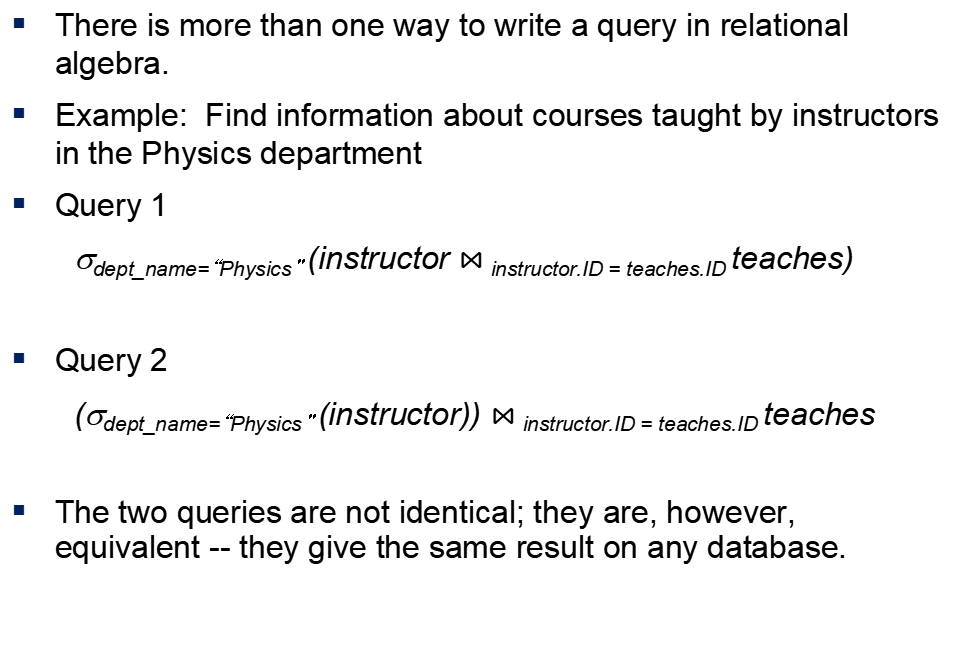 ▪ There is more than one way to write a query in relational
algebra.
▪ Example:  Find information about courses taught by instructors
in the Physics department
▪ Query 1
σdept_name= “Physics ” (instructor ⋈ instructor.ID = teaches.ID teaches)
▪ Query 2
(σdept_name= “Physics ” (instructor)) ⋈ instructor.ID = teaches.ID teaches
▪ The two queries are not identical; they are, however,
equivalent -- they give the same result on any database.